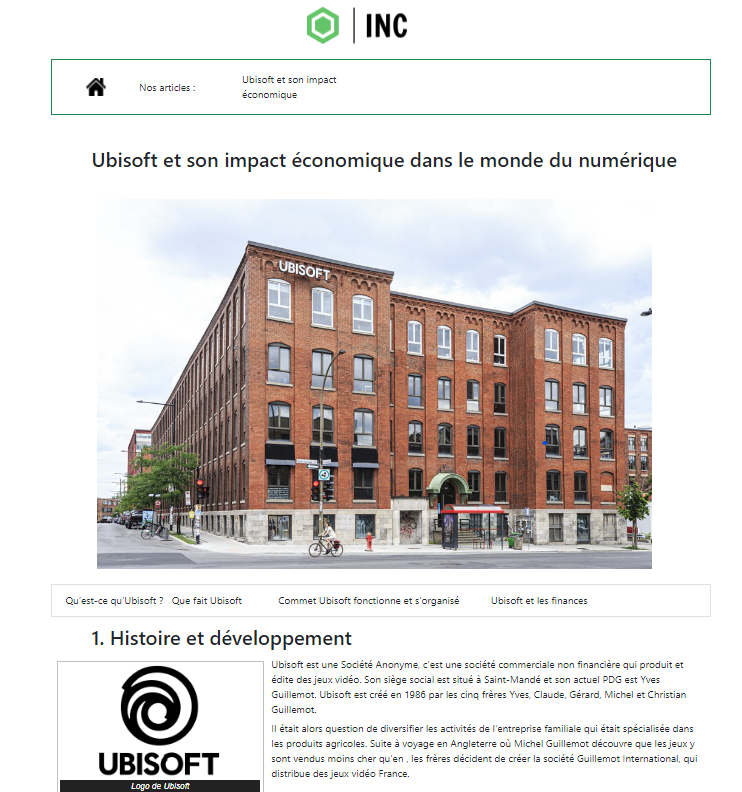 INC
Nos articles :
Ubisoft et son impact
économique
Ubisoft et son impact économique dans le monde du numérique
UBISOFT
Qu'est-ce qu'Ubisoft ? Que fait Ubisoft Commet Ubisoft fonctionne et s'organisé Ubisoft et les finances
1. Histoire et développement
UBISOFT
Logo de Ubisoft
Ubisoft est une Société Anonyme, c'est une société commerciale non financière qui produit et
édite des jeux vidéo. Son siège social est situé à Saint-Mandé et son actuel PDG est Yves
Guillemot. Ubisoft est créé en 1986 par les cinq frères Yves, Claude, Gérard, Michel et Christian
Guillemot.
Il était alors question de diversifier les activités de l'entreprise familiale qui était spécialisée dans
les produits agricoles. Suite à voyage en Angleterre où Michel Guillemot découvre que les jeux y
sont vendus moins cher qu'en , les frères décident de créer la société Guillemot International, qui
distribue des jeux vidéo France.